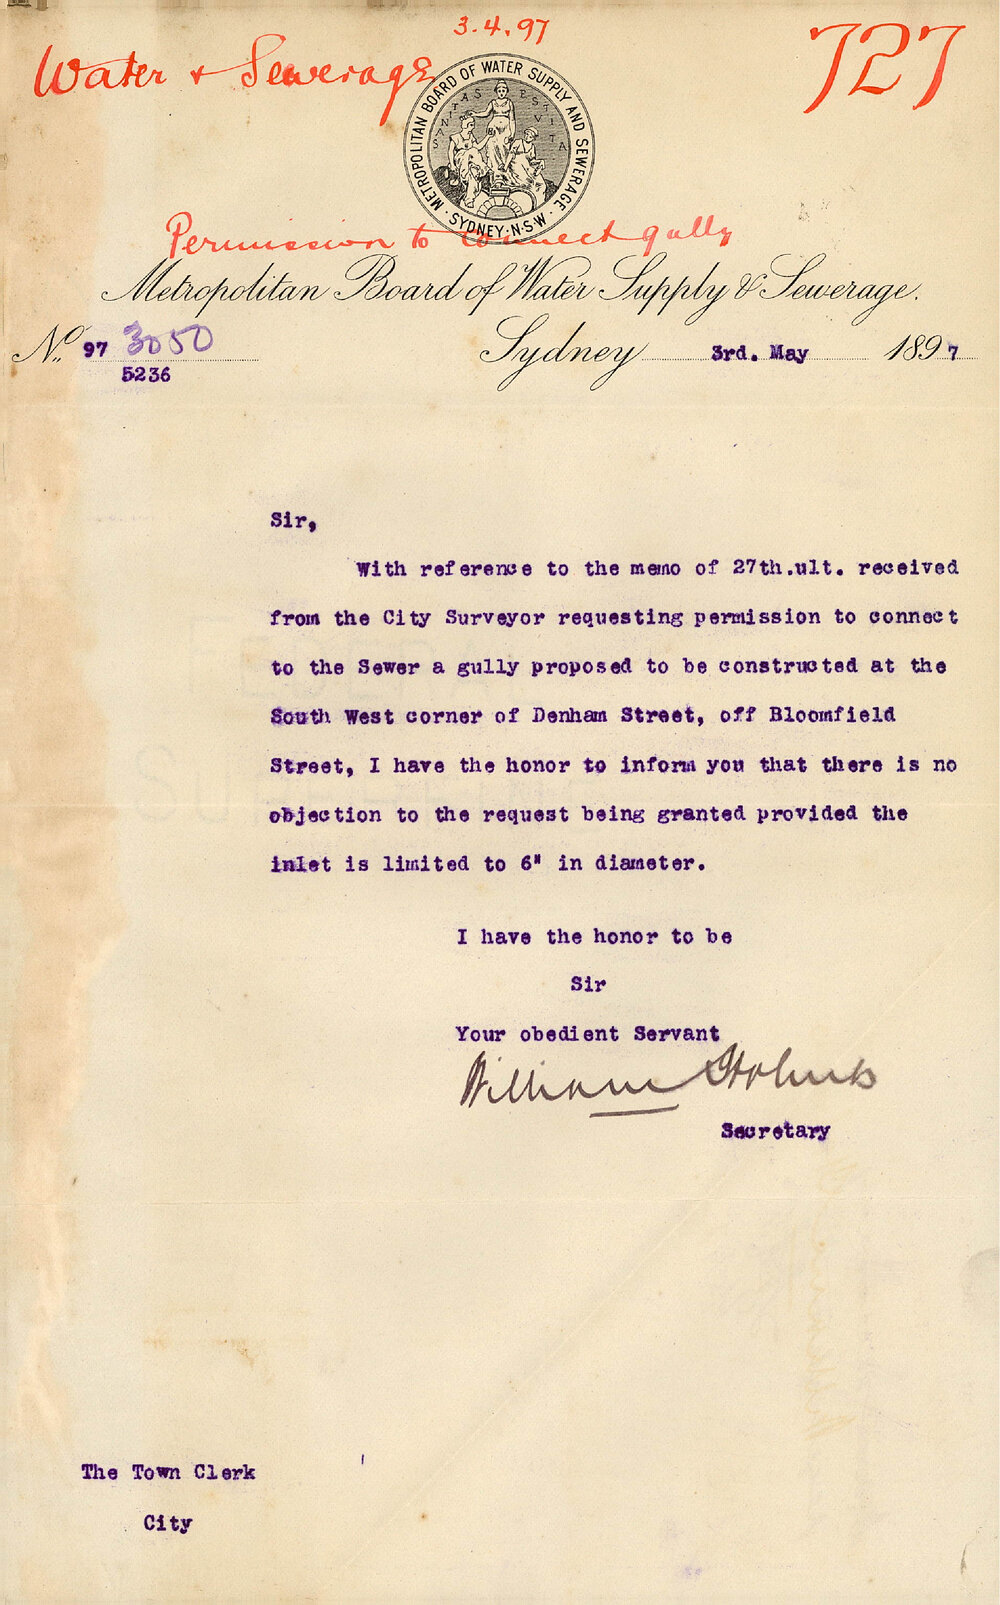 3.4.97
Water & Sewerage
727
METROPOLITAN BOARD OF WATER SUPPLY AND SEWERAGE.
SANITAS EST VITA
· SYDNEY · N·S·W ·
Permission to connect gully
Metropolitan Board of Water Supply & Sewerage.
No. 97 3050
5236
Sydney 3rd. May 1897
Sir,
With reference to the memo of 27th.ult. received
from the City Surveyor requesting permission to connect
to the Sewer a gully proposed to be constructed at the
South West corner of Denham Street, off Bloomfield
Street, I have the honor to inform you that there is no
objection to the request being granted provided the
inlet is limited to 6" in diameter.
I have the honor to be
Sir
Your obedient Servant
William
Secretary
The Town Clerk
City